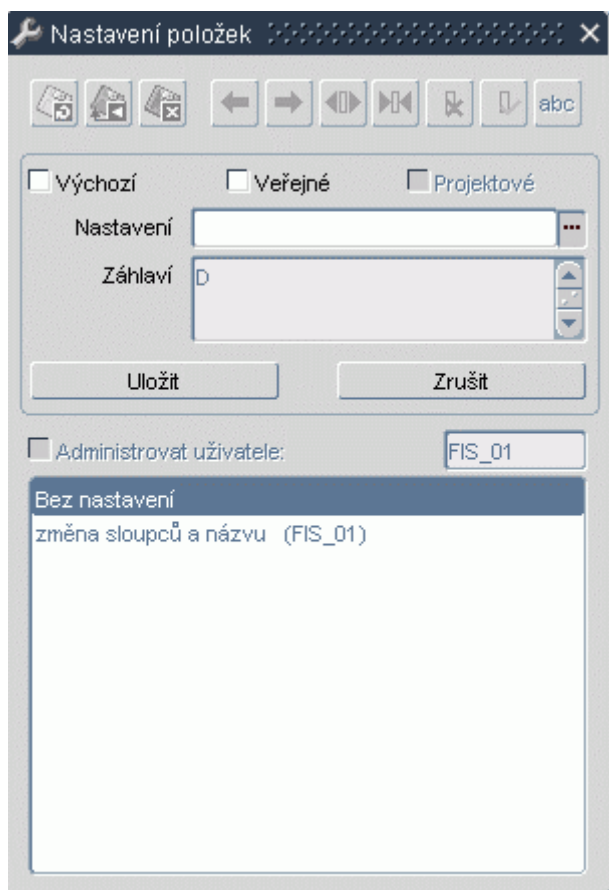 Nastavení položek
abc
Výchozí Veřejné Projektové
Nastavení
Záhlaví D
Uložit Zrušit
Administrovat uživatele: FIS_01
Bez nastavení
změna sloupců a názvu (FIS_01)